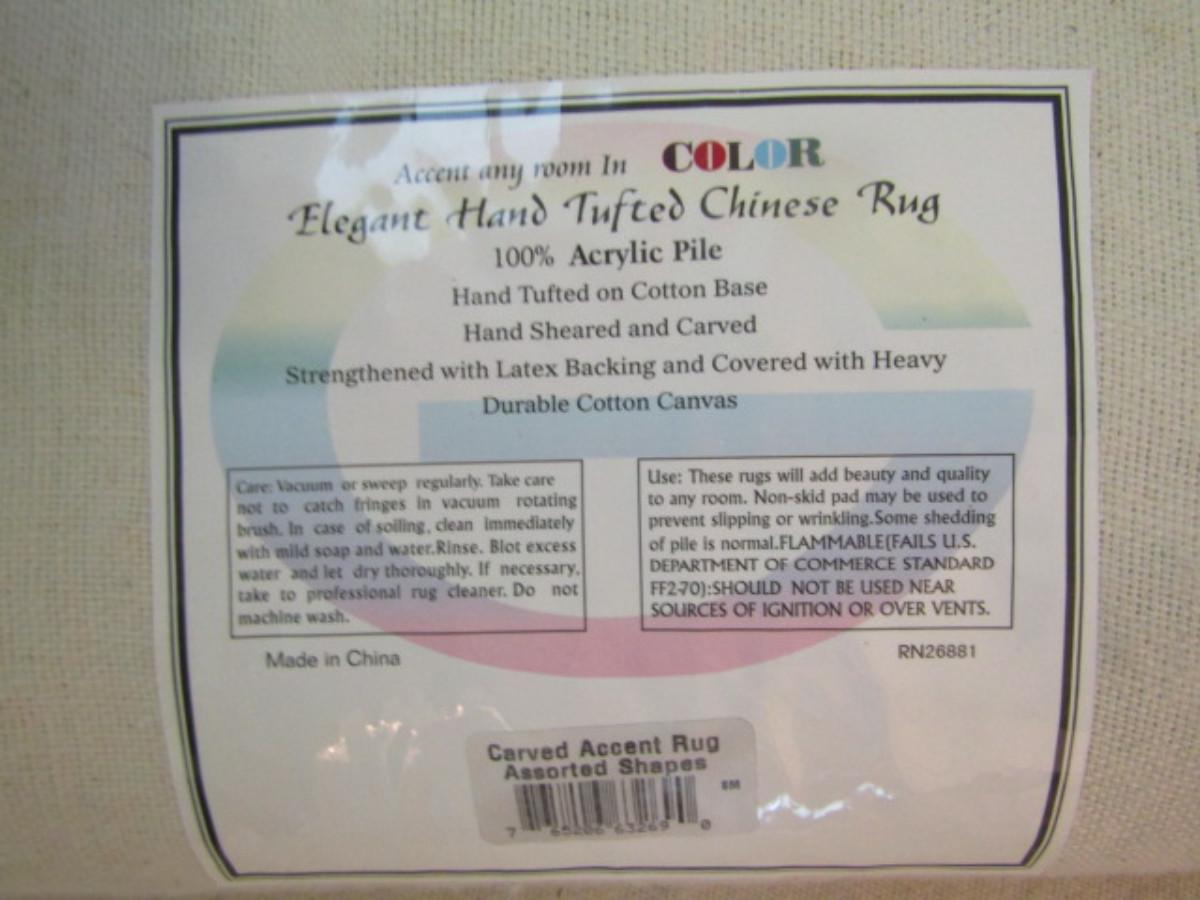 Accent any room In COLOR
Elegant Hand Tufted Chinese Rug
100% Acrylic Pile
Hand Tufted on Cotton Base
Hand Sheared and Carved
Strengthened with Latex Backing and Covered with Heavy
Durable Cotton Canvas
Care: Vacuum or sweep regularly. Take care
not to catch fringes in vacuum rotating
brush. In case of soiling, clean immediately
with mild soap and water.Rinse. Blot excess
water and let dry thoroughly. If necessary,
take to professional rug cleaner. Do not
machine wash.
Use: These rugs will add beauty and quality
to any room. Non-skid pad may be used to
prevent slipping or wrinkling.Some shedding
of pile is normal.FLAMMABLE(FAILS U.S.
DEPARTMENT OF COMMERCE STANDARD
FF2-70):SHOULD NOT BE USED NEAR
SOURCES OF IGNITION OR OVER VENTS.
Made in China
RN26881
Carved Accent Rug
Assorted Shapes
7 0